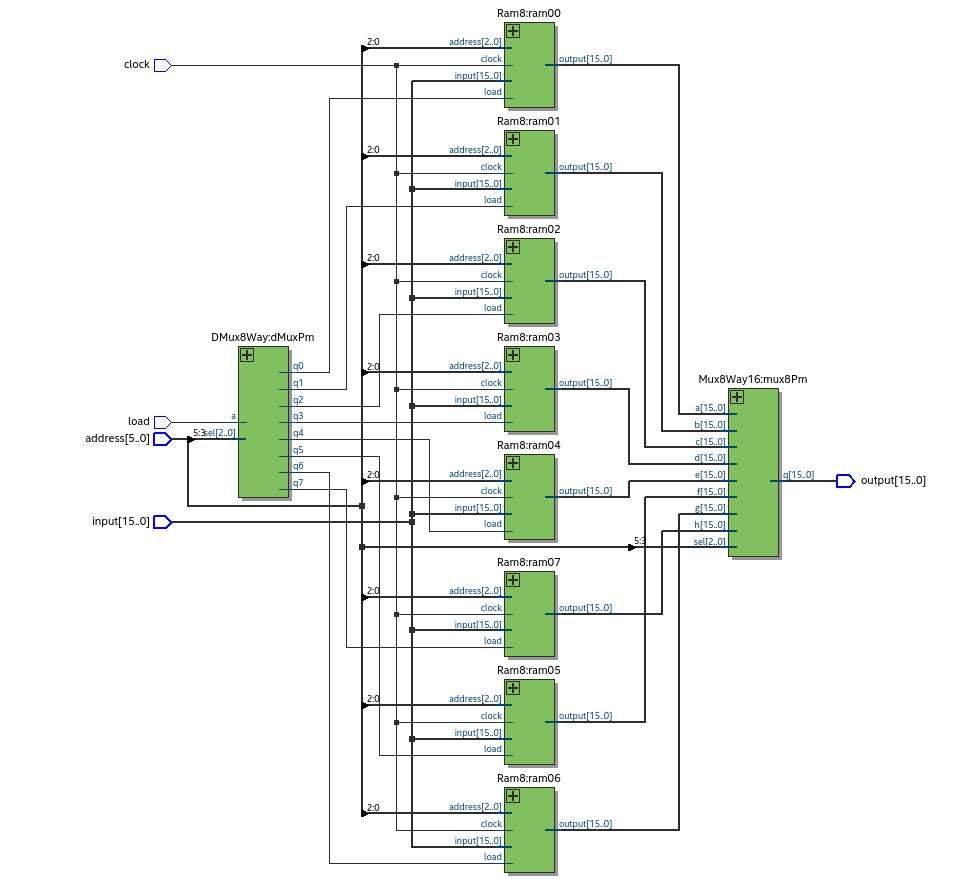 Ram8:ram00
2:0
address[2..0]
clock
clock
input[15..0]
load
output[15..0]
Ram8:ram01
2:0
address[2..0]
clock
input[15..0]
load
output[15..0]
Ram8:ram02
2:0
address[2..0]
clock
input[15..0]
load
output[15..0]
DMux8Way:dMuxPm
q0
q1
q2
q3
q4
q5
q6
q7
a
load
5:3
sel[2..0]
address[5..0]
input[15..0]
Ram8:ram03
2:0
address[2..0]
clock
input[15..0]
load
output[15..0]
Ram8:ram04
2:0
address[2..0]
clock
input[15..0]
load
output[15..0]
Mux8Way16:mux8Pm
a[15..0]
b[15..0]
c[15..0]
d[15..0]
e[15..0]
f[15..0]
g[15..0]
h[15..0]
5:3
sel[2..0]
q[15..0]
output[15..0]
Ram8:ram07
2:0
address[2..0]
clock
input[15..0]
load
output[15..0]
Ram8:ram05
2:0
address[2..0]
clock
input[15..0]
load
output[15..0]
Ram8:ram06
2:0
address[2..0]
clock
input[15..0]
load
output[15..0]